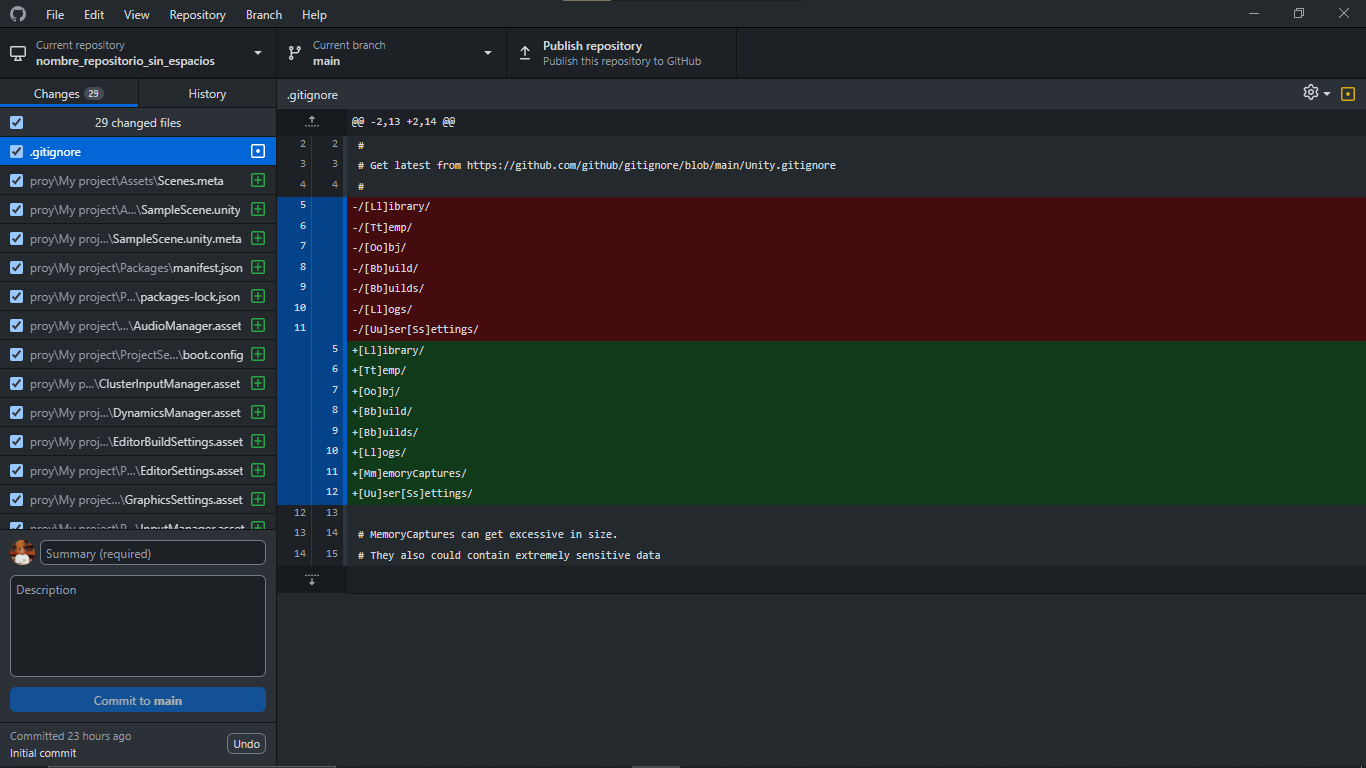 File Edit View Repository Branch Help
Current repository
nombre_repositorio_sin_espacios
Current branch
main
Publish repository
Publish this repository to GitHub
Changes 29
History
.gitignore
29 changed files
.gitignore
proy\My project\Assets\Scenes.meta
proy\My project\A...\SampleScene.unity
proy\My proj...\SampleScene.unity.meta
proy\My project\Packages\manifest.json
proy\My project\P...\packages-lock.json
proy\My project\...\AudioManager.asset
proy\My project\ProjectSe...\boot.config
proy\My p...\ClusterInputManager.asset
proy\My proj...\DynamicsManager.asset
proy\My proj...\EditorBuildSettings.asset
proy\My project\P...\EditorSettings.asset
proy\My projec...\GraphicsSettings.asset
proy\My project\P...\InputManager.asset
Summary (required)
Description
Commit to main
Committed 23 hours ago
Initial commit
Undo
@@ -2,13 +2,14 @@
2 2 #
3 3 # Get latest from https://github.com/github/gitignore/blob/main/Unity.gitignore
4 4 #
5 -/[Ll]ibrary/
6 -/[Tt]emp/
7 -/[Oo]bj/
8 -/[Bb]uild/
9 -/[Bb]uilds/
10 -/[Ll]ogs/
11 -/[Uu]ser[Ss]ettings/
5 +[Ll]ibrary/
6 +[Tt]emp/
7 +[Oo]bj/
8 +[Bb]uild/
9 +[Bb]uilds/
10 +[Ll]ogs/
11 +[Mm]emoryCaptures/
12 +[Uu]ser[Ss]ettings/
12 13
13 14 # MemoryCaptures can get excessive in size.
14 15 # They also could contain extremely sensitive data